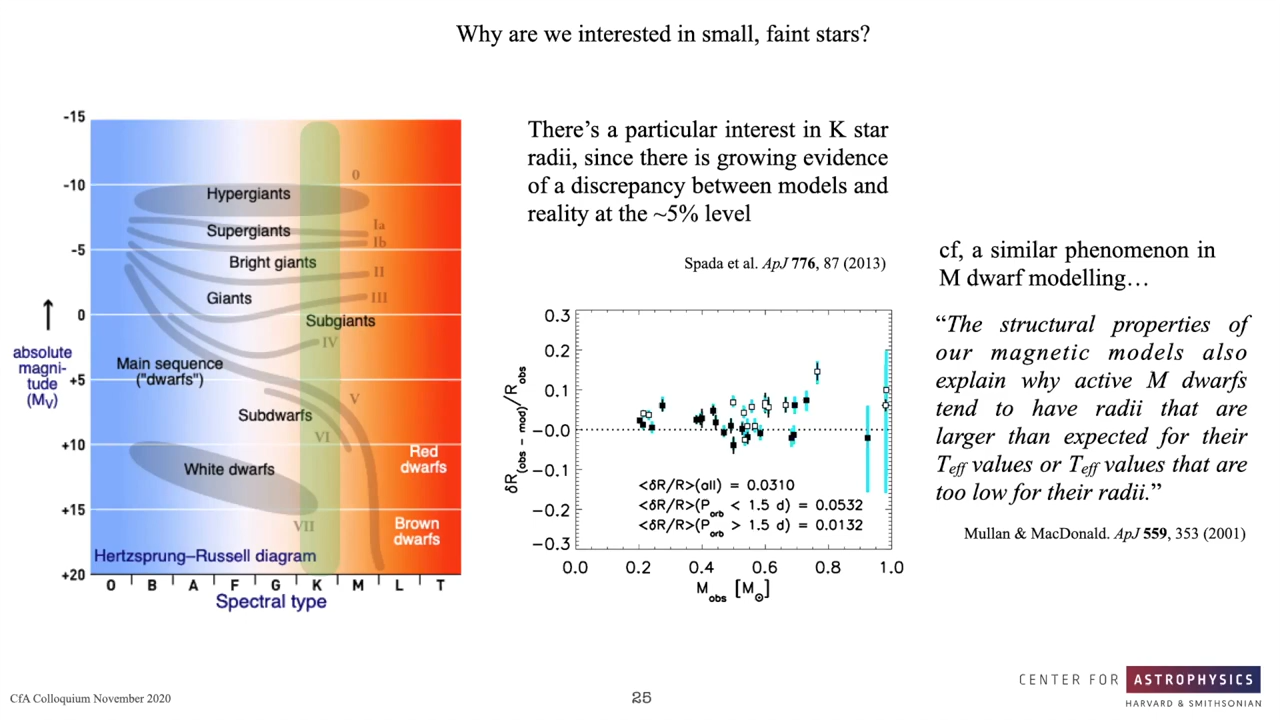 Why are we interested in small, faint stars?
-15
-10
-5
0
+5
+10
+15
+20
↑
absolute
magni-
tude
(Mv)
0
Hypergiants
Supergiants
Ia
Ib
Bright giants
II
Giants
III
Subgiants
IV
Main sequence
("dwarfs")
V
Subdwarfs
VI
Red
dwarfs
White dwarfs
VII
Brown
dwarfs
Hertzsprung–Russell diagram
O B A F G K M L T
Spectral type
There's a particular interest in K star
radii, since there is growing evidence
of a discrepancy between models and
reality at the ~5% level
Spada et al. ApJ 776, 87 (2013)
δR(obs − mod)/Robs
0.3
0.2
0.1
−0.0
−0.1
−0.2
−0.3
<δR/R>(all) = 0.0310
<δR/R>(Porb < 1.5 d) = 0.0532
<δR/R>(Porb > 1.5 d) = 0.0132
0.0 0.2 0.4 0.6 0.8 1.0
Mobs [M⊙]
cf, a similar phenomenon in
M dwarf modelling…
“The structural properties of
our magnetic models also
explain why active M dwarfs
tend to have radii that are
larger than expected for their
Teff values or Teff values that are
too low for their radii.”
Mullan & MacDonald. ApJ 559, 353 (2001)
CfA Colloquium November 2020
25
CENTER FOR ASTROPHYSICS
HARVARD & SMITHSONIAN